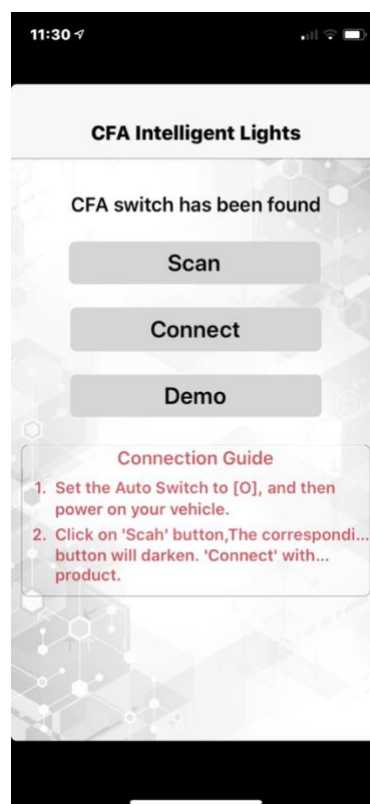 11:30
CFA Intelligent Lights
CFA switch has been found
Scan
Connect
Demo
Connection Guide
1. Set the Auto Switch to [O], and then
power on your vehicle.
2. Click on 'Scah' button,The correspondi...
button will darken. 'Connect' with...
product.